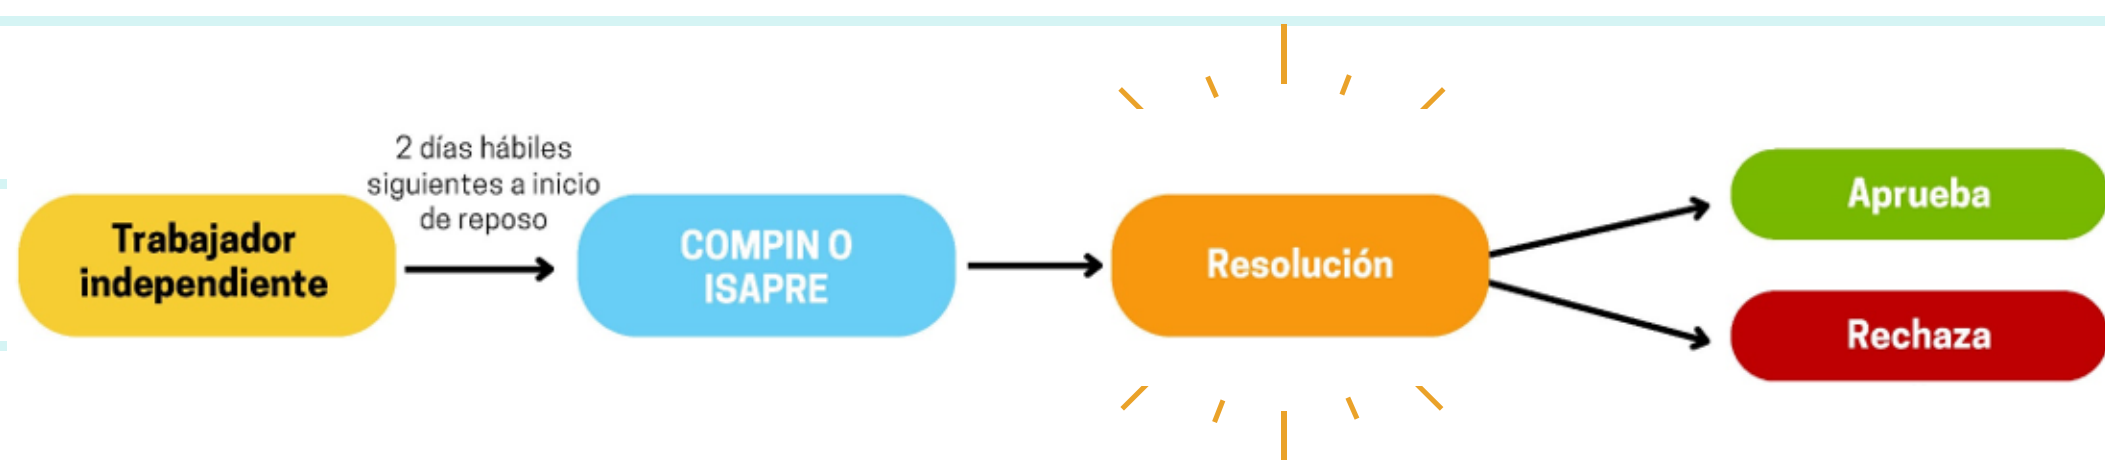 Trabajador
independiente
2 días hábiles
siguientes a inicio
de reposo
COMPIN O
ISAPRE
Resolución
Aprueba
Rechaza